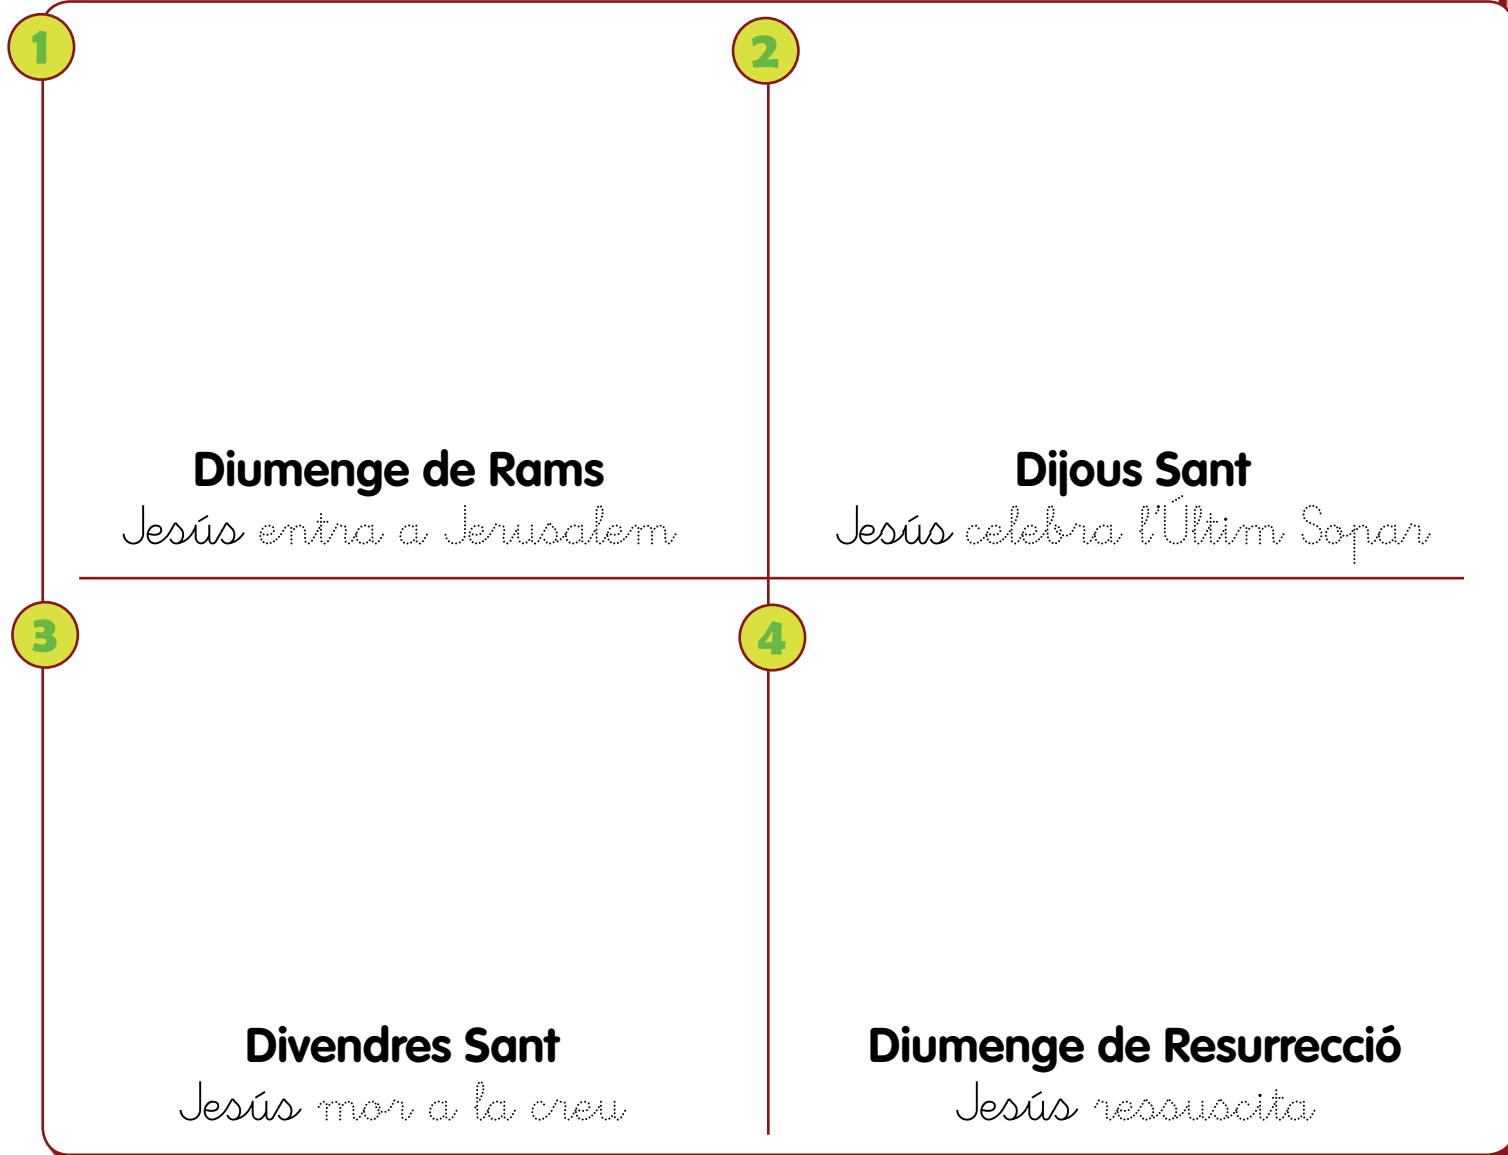 1
2
Diumenge de Rams
Jesús entra a Jerusalem
Dijous Sant
Jesús celebra l'Últim Sopar
3
4
Divendres Sant
Jesús mor a la creu
Diumenge de Resurrecció
Jesús ressuscita